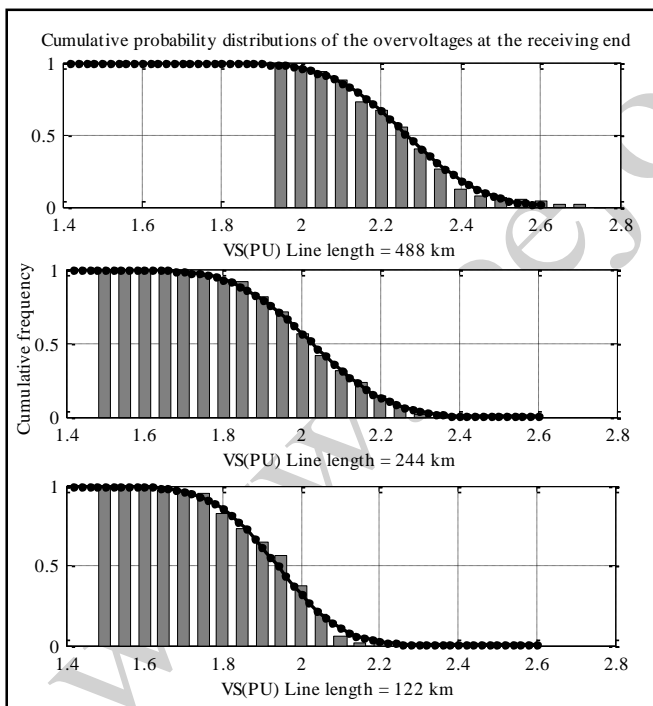 Cumulative probability distributions of the overvoltages at the receiving end
1
0.5
0
1.4 1.6 1.8 2 2.2 2.4 2.6 2.8
VS(PU) Line length = 488 km
Cumulative frequency
1
0.5
0
1.4 1.6 1.8 2 2.2 2.4 2.6 2.8
VS(PU) Line length = 244 km
1
0.5
0
1.4 1.6 1.8 2 2.2 2.4 2.6 2.8
VS(PU) Line length = 122 km